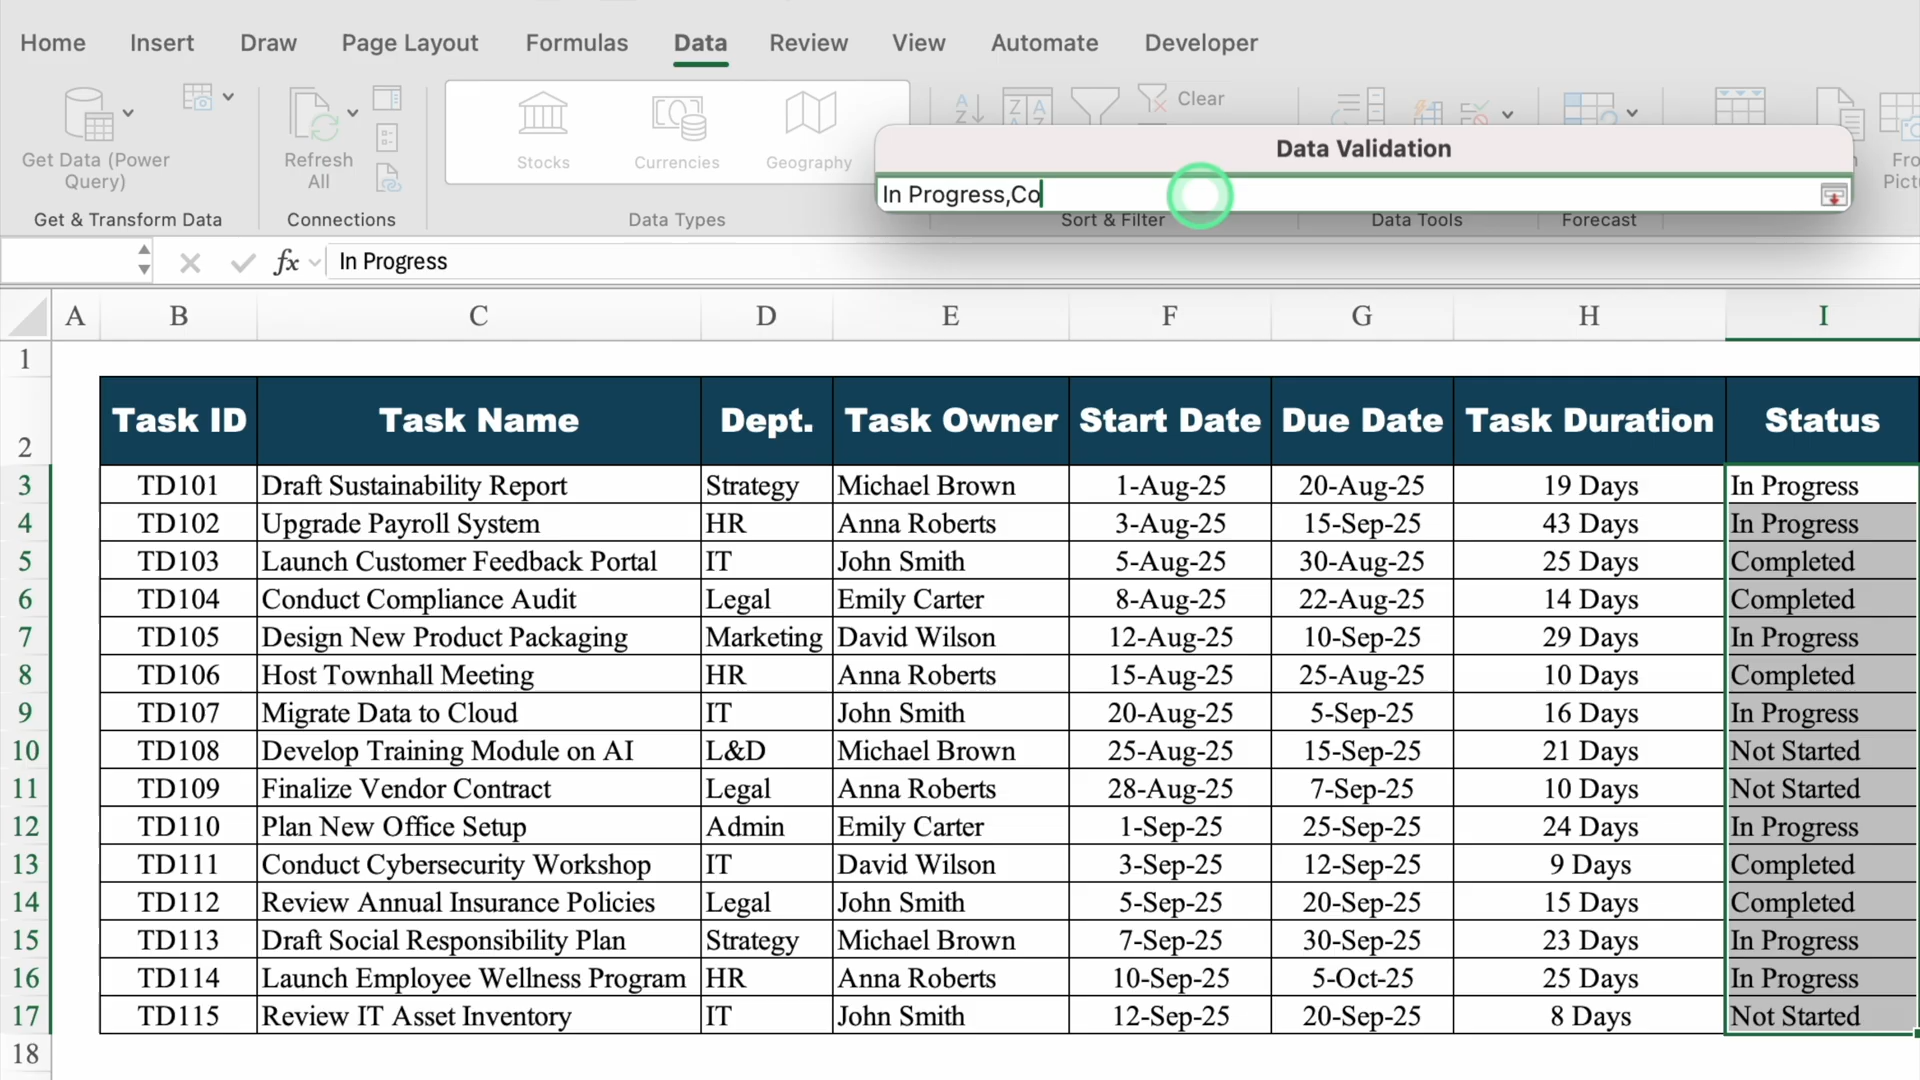 Home Insert Draw Page Layout Formulas Data Review View Automate Developer
Get Data (Power Query)
Refresh All
Stocks Currencies Geography
Clear
Get & Transform Data Connections Data Types Sort & Filter Data Tools Forecast
Data Validation
In Progress,Co
fx In Progress
A B C D E F G H I
1
2 Task ID Task Name Dept. Task Owner Start Date Due Date Task Duration Status
3 TD101 Draft Sustainability Report Strategy Michael Brown 1-Aug-25 20-Aug-25 19 Days In Progress
4 TD102 Upgrade Payroll System HR Anna Roberts 3-Aug-25 15-Sep-25 43 Days In Progress
5 TD103 Launch Customer Feedback Portal IT John Smith 5-Aug-25 30-Aug-25 25 Days Completed
6 TD104 Conduct Compliance Audit Legal Emily Carter 8-Aug-25 22-Aug-25 14 Days Completed
7 TD105 Design New Product Packaging Marketing David Wilson 12-Aug-25 10-Sep-25 29 Days In Progress
8 TD106 Host Townhall Meeting HR Anna Roberts 15-Aug-25 25-Aug-25 10 Days Completed
9 TD107 Migrate Data to Cloud IT John Smith 20-Aug-25 5-Sep-25 16 Days In Progress
10 TD108 Develop Training Module on AI L&D Michael Brown 25-Aug-25 15-Sep-25 21 Days Not Started
11 TD109 Finalize Vendor Contract Legal Anna Roberts 28-Aug-25 7-Sep-25 10 Days Not Started
12 TD110 Plan New Office Setup Admin Emily Carter 1-Sep-25 25-Sep-25 24 Days In Progress
13 TD111 Conduct Cybersecurity Workshop IT David Wilson 3-Sep-25 12-Sep-25 9 Days Completed
14 TD112 Review Annual Insurance Policies Legal John Smith 5-Sep-25 20-Sep-25 15 Days Completed
15 TD113 Draft Social Responsibility Plan Strategy Michael Brown 7-Sep-25 30-Sep-25 23 Days In Progress
16 TD114 Launch Employee Wellness Program HR Anna Roberts 10-Sep-25 5-Oct-25 25 Days In Progress
17 TD115 Review IT Asset Inventory IT John Smith 12-Sep-25 20-Sep-25 8 Days Not Started
18